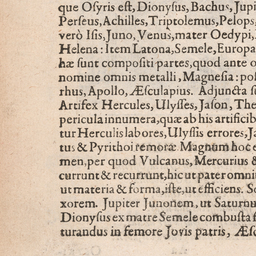 que Osyris est, Dionysus, Bachus, Jupi
Perseus, Achilles, Triptolemus, Pelops,
verò Isis, Juno, Venus, mater Oedypi,
Helena: Item Latona, Semele, Europa
hæ sunt compositi partes, quod ante o
nomine omnis metalli, Magnesia: pos
rhus, Apollo, Æsculapius. Adjuncta s
Artifex Hercules, Ulysses, Jason, The
pericula innumera, quæ ab his artificib
tur Herculis labores, Ulyssis errores, Ja
tus & Pyrithoi remoræ Magnum hoc e
men, per quod Vulcanus, Mercurius &
currunt & recurrunt, hic ut pater omniu
ut materia & forma, iste, ut efficiens. S
xorem. Jupiter Junonem, ut Saturnu
Dionysus ex matre Semele combusta f
turandus in femore Jovis patris, Æsc